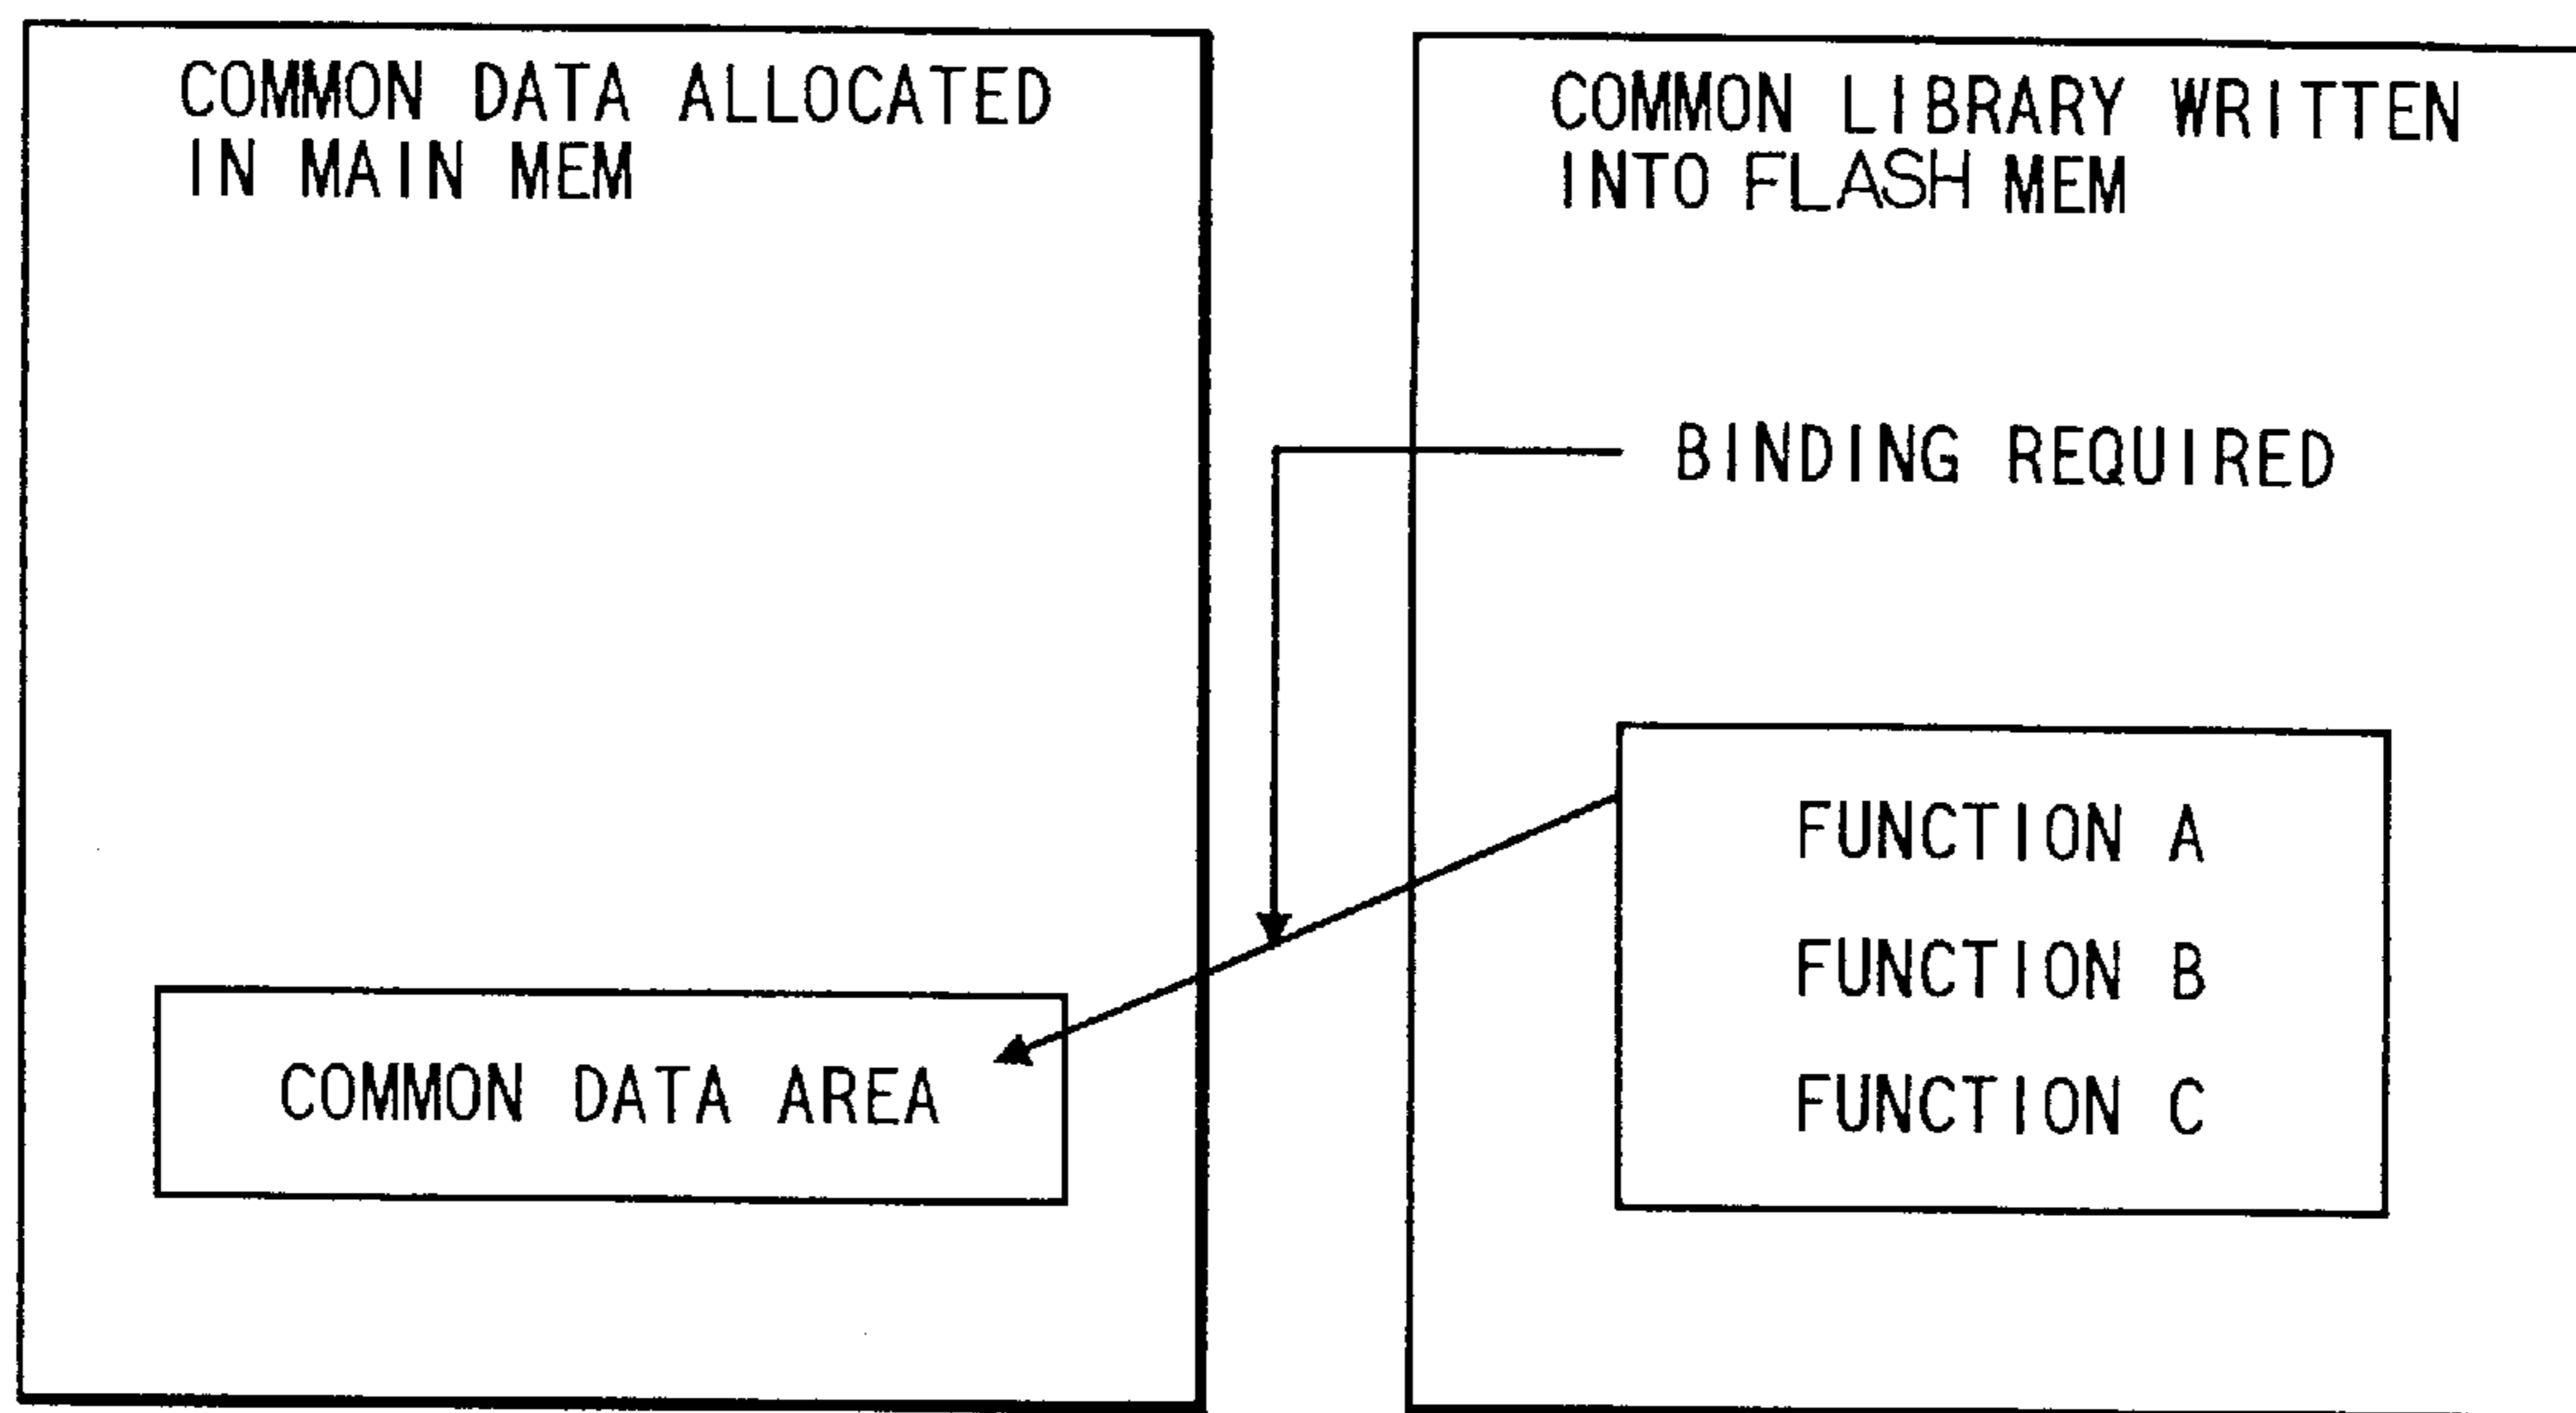 COMMON DATA ALLOCATED
IN MAIN MEM
COMMON LIBRARY WRITTEN
INTO FLASH MEM
BINDING REQUIRED
FUNCTION A
FUNCTION B
FUNCTION C
COMMON DATA AREA